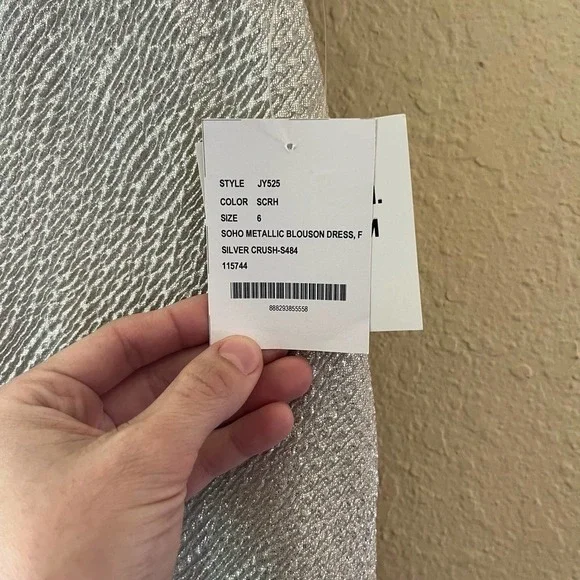 STYLE JY525
COLOR SCRH
SIZE 6
SOHO METALLIC BLOUSON DRESS, F
SILVER CRUSH-S484
115744
888293855558